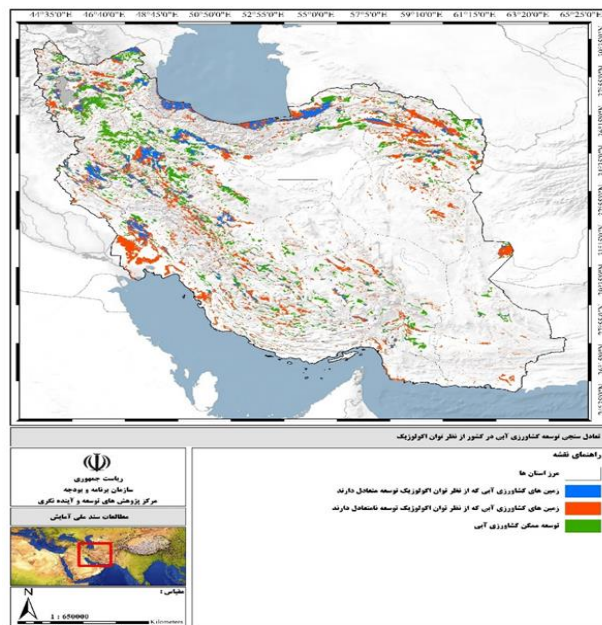 44°35'0"E 46°40'0"E 48°45'0"E 50°50'0"E 52°55'0"E 55°0'0"E 57°5'0"E 59°10'0"E 61°15'0"E 63°20'0"E 65°25'0"E
تعادل سنجی توسعه کشاورزی آبی در کشور از نظر توان اکولوژیک
راهنمای نقشه
مرز استان ها
زمین های کشاورزی آبی که از نظر توان اکولوژیک توسعه متعادل دارند
زمین های کشاورزی آبی که از نظر توان اکولوژیک توسعه نامتعادل دارند
توسعه ممکن کشاورزی آبی
ریاست جمهوری
سازمان برنامه و بودجه
مرکز پژوهش های توسعه و آینده نگری
مطالعات سند ملی آمایش
مقیاس :
N
1 : 650000
Kilometers